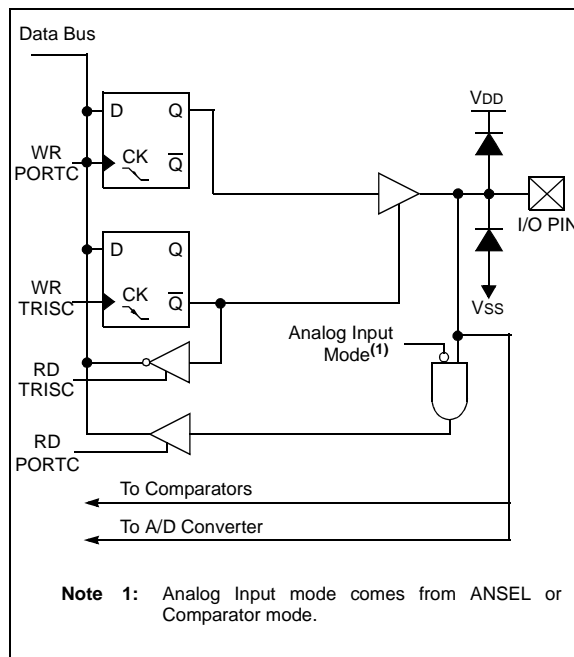 Data Bus
D Q
WR
PORTC
CK
Q
VDD
I/O PIN
D Q
WR
TRISC
CK
Q
VSS
Analog Input
Mode(1)
RD
TRISC
RD
PORTC
To Comparators
To A/D Converter
Note 1: Analog Input mode comes from ANSEL or
Comparator mode.